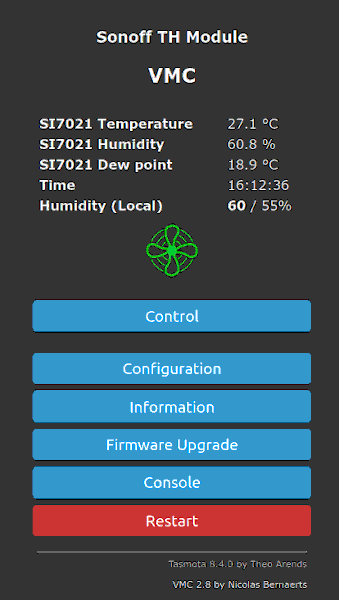 Sonoff TH Module
VMC
SI7021 Temperature 27.1 °C
SI7021 Humidity 60.8 %
SI7021 Dew point 18.9 °C
Time 16:12:36
Humidity (Local) 60 / 55%
Control
Configuration
Information
Firmware Upgrade
Console
Restart
Tasmota 8.4.0 by Theo Arends
VMC 2.8 by Nicolas Bernaerts